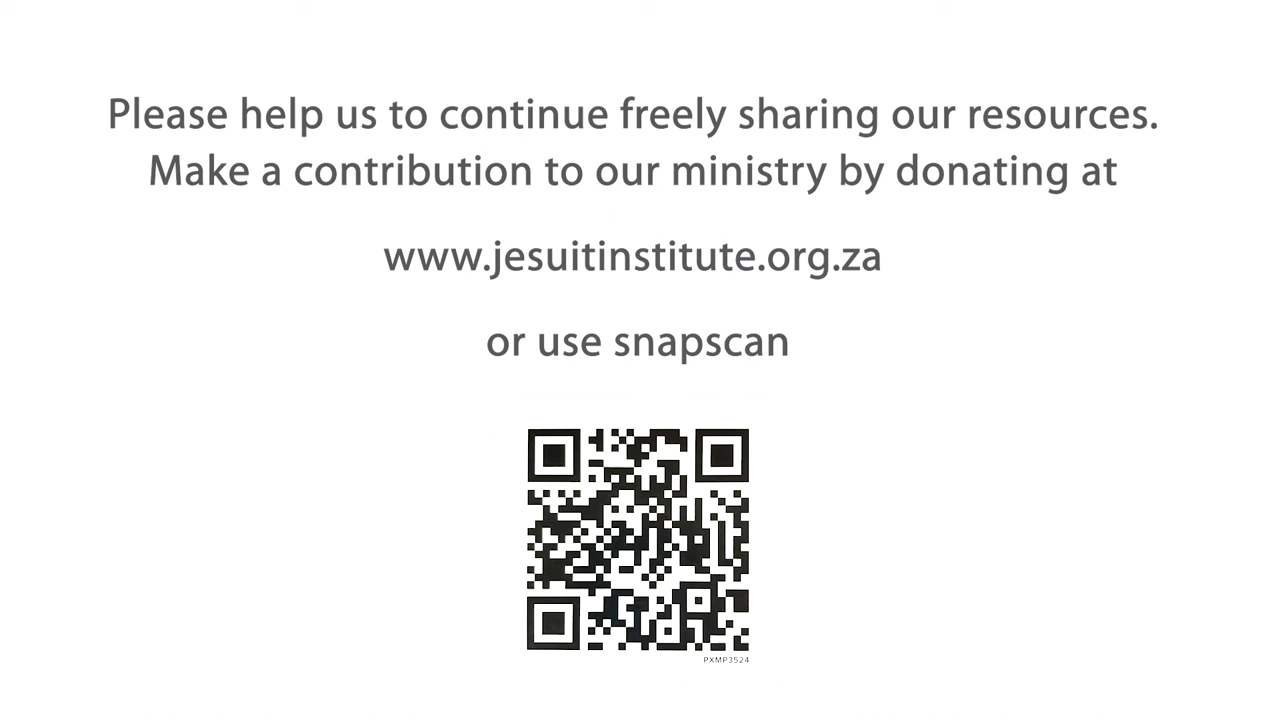 Please help us to continue freely sharing our resources.
Make a contribution to our ministry by donating at
www.jesuitinstitute.org.za
or use snapscan
PXMP3524